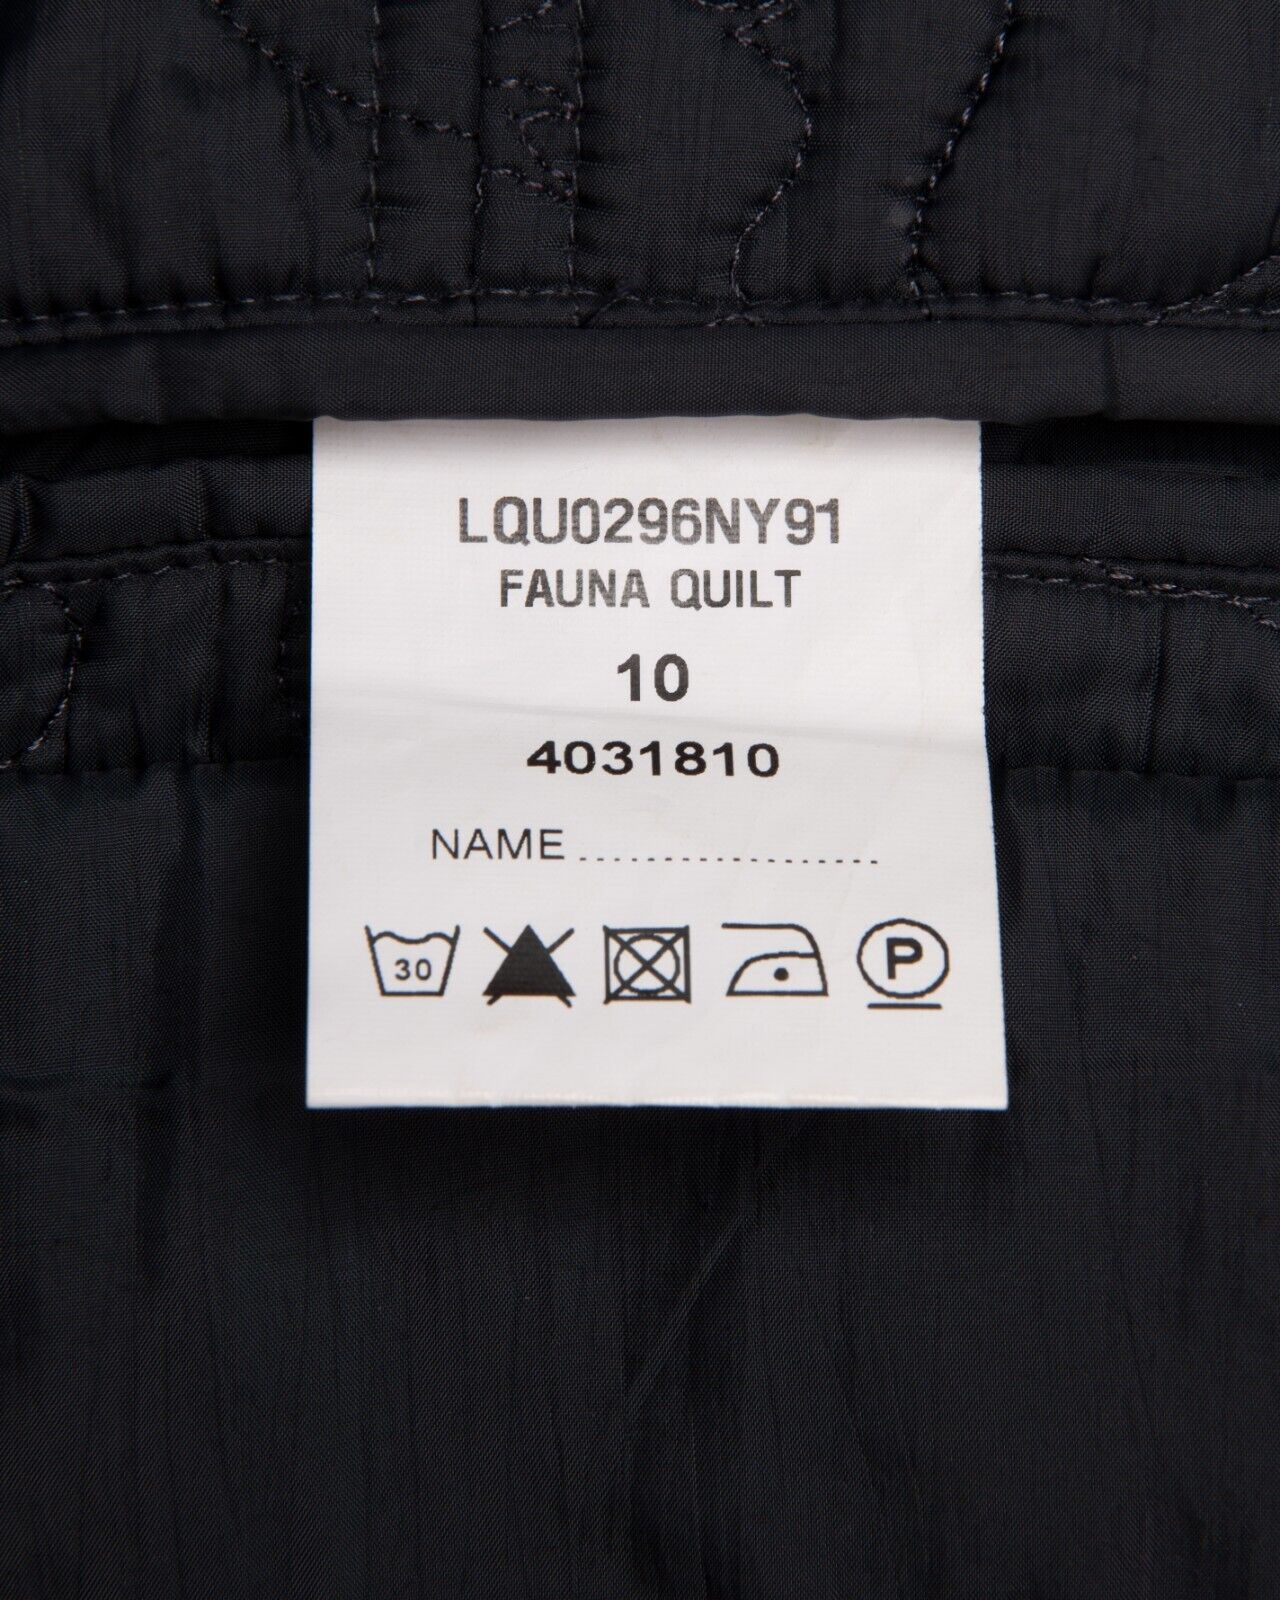 LQU0296NY91
FAUNA QUILT
10
4031810
NAME..............................
30
P